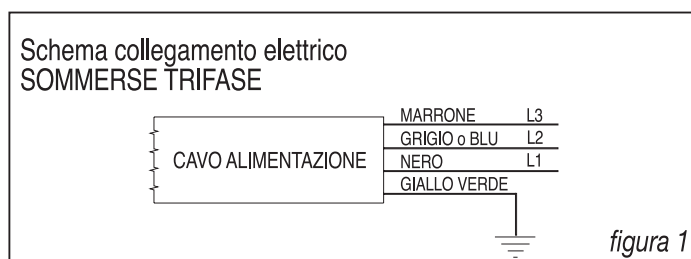 Schema collegamento elettrico
SOMMERSE TRIFASE
CAVO ALIMENTAZIONE
MARRONE L3
GRIGIO o BLU L2
NERO L1
GIALLO VERDE
figura 1